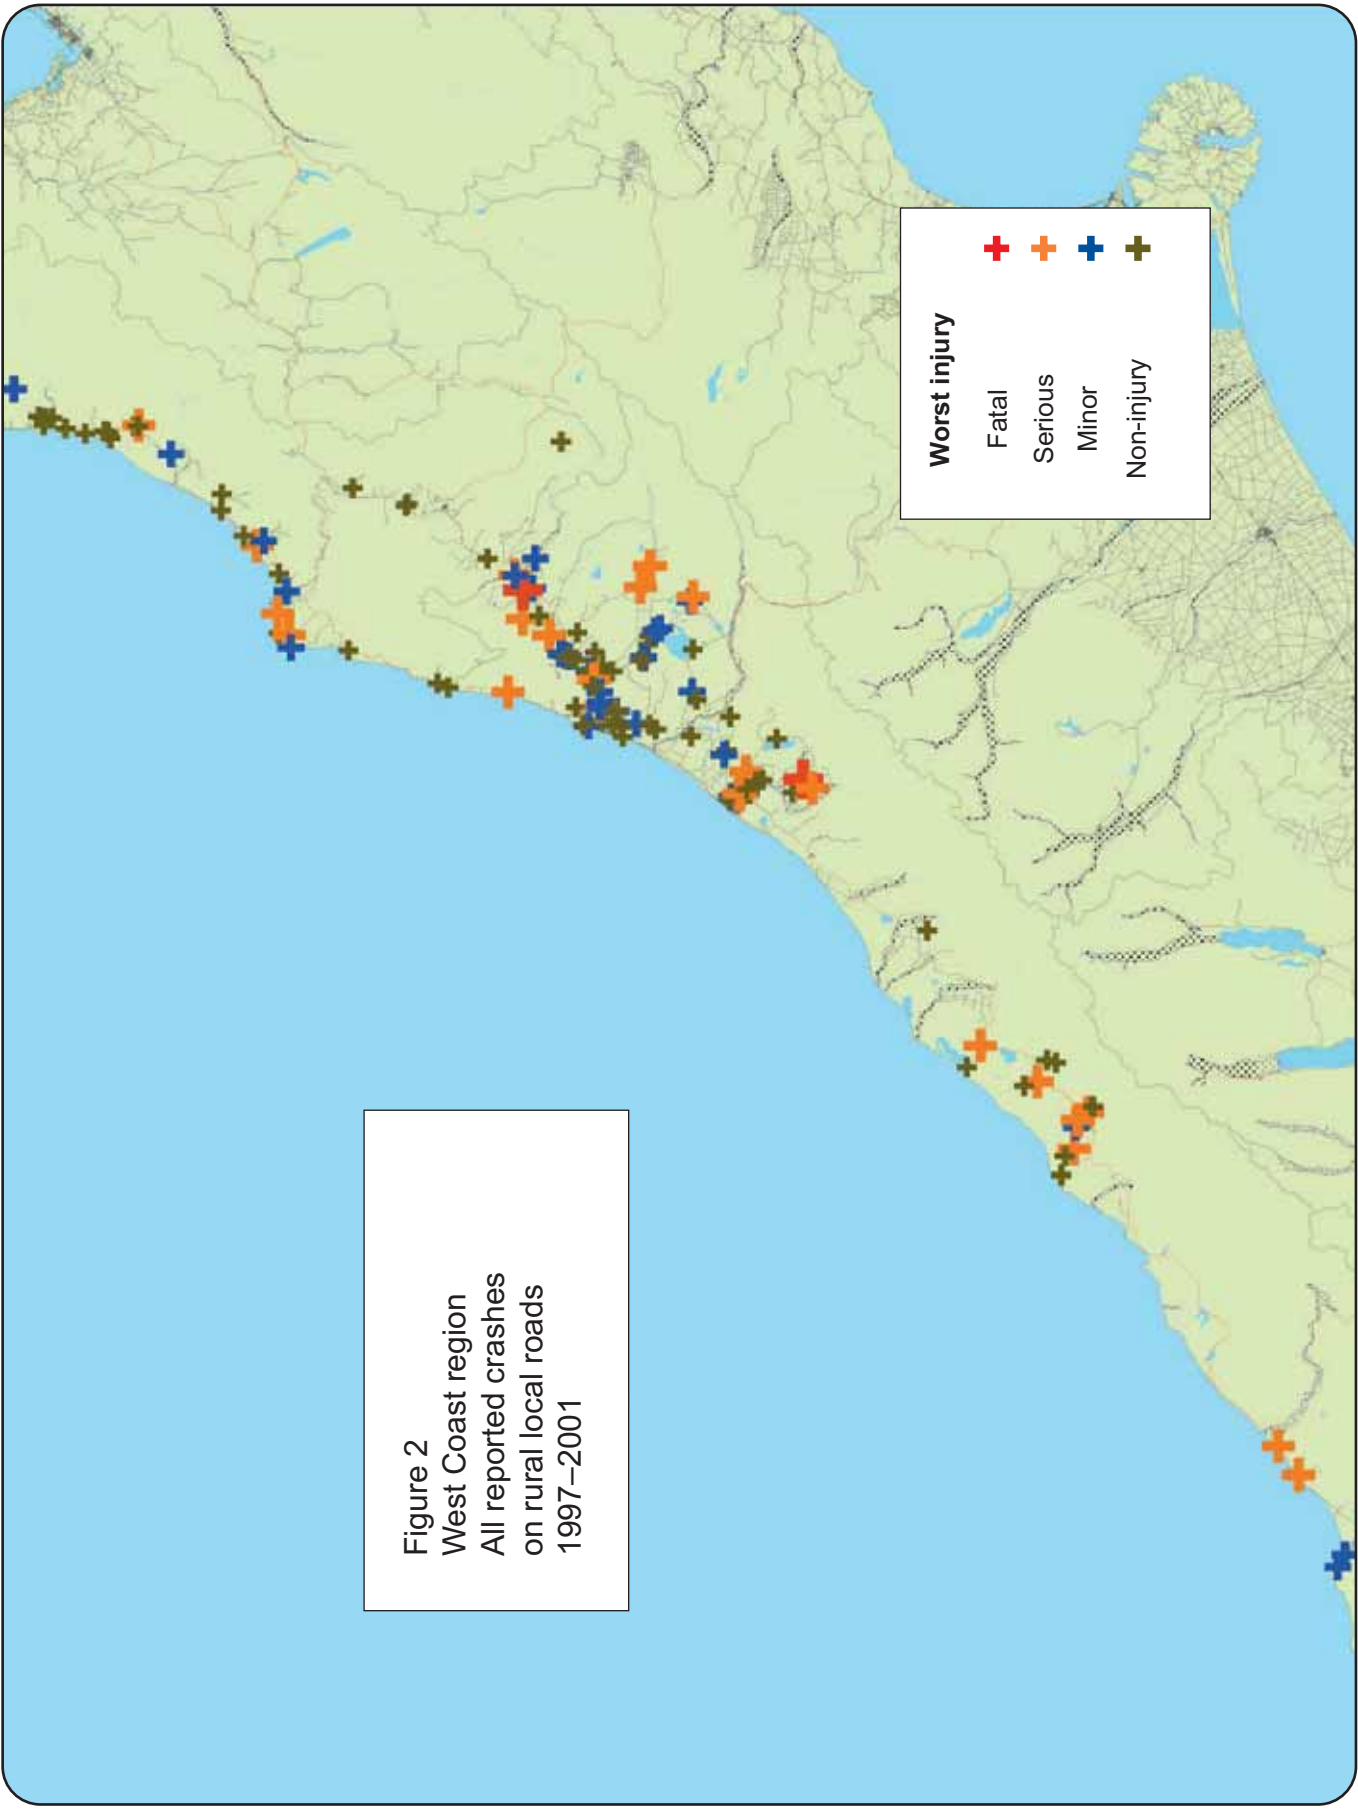 Figure 2
West Coast region
All reported crashes
on rural local roads
1997–2001
Worst injury
Fatal
Serious
Minor
Non-injury